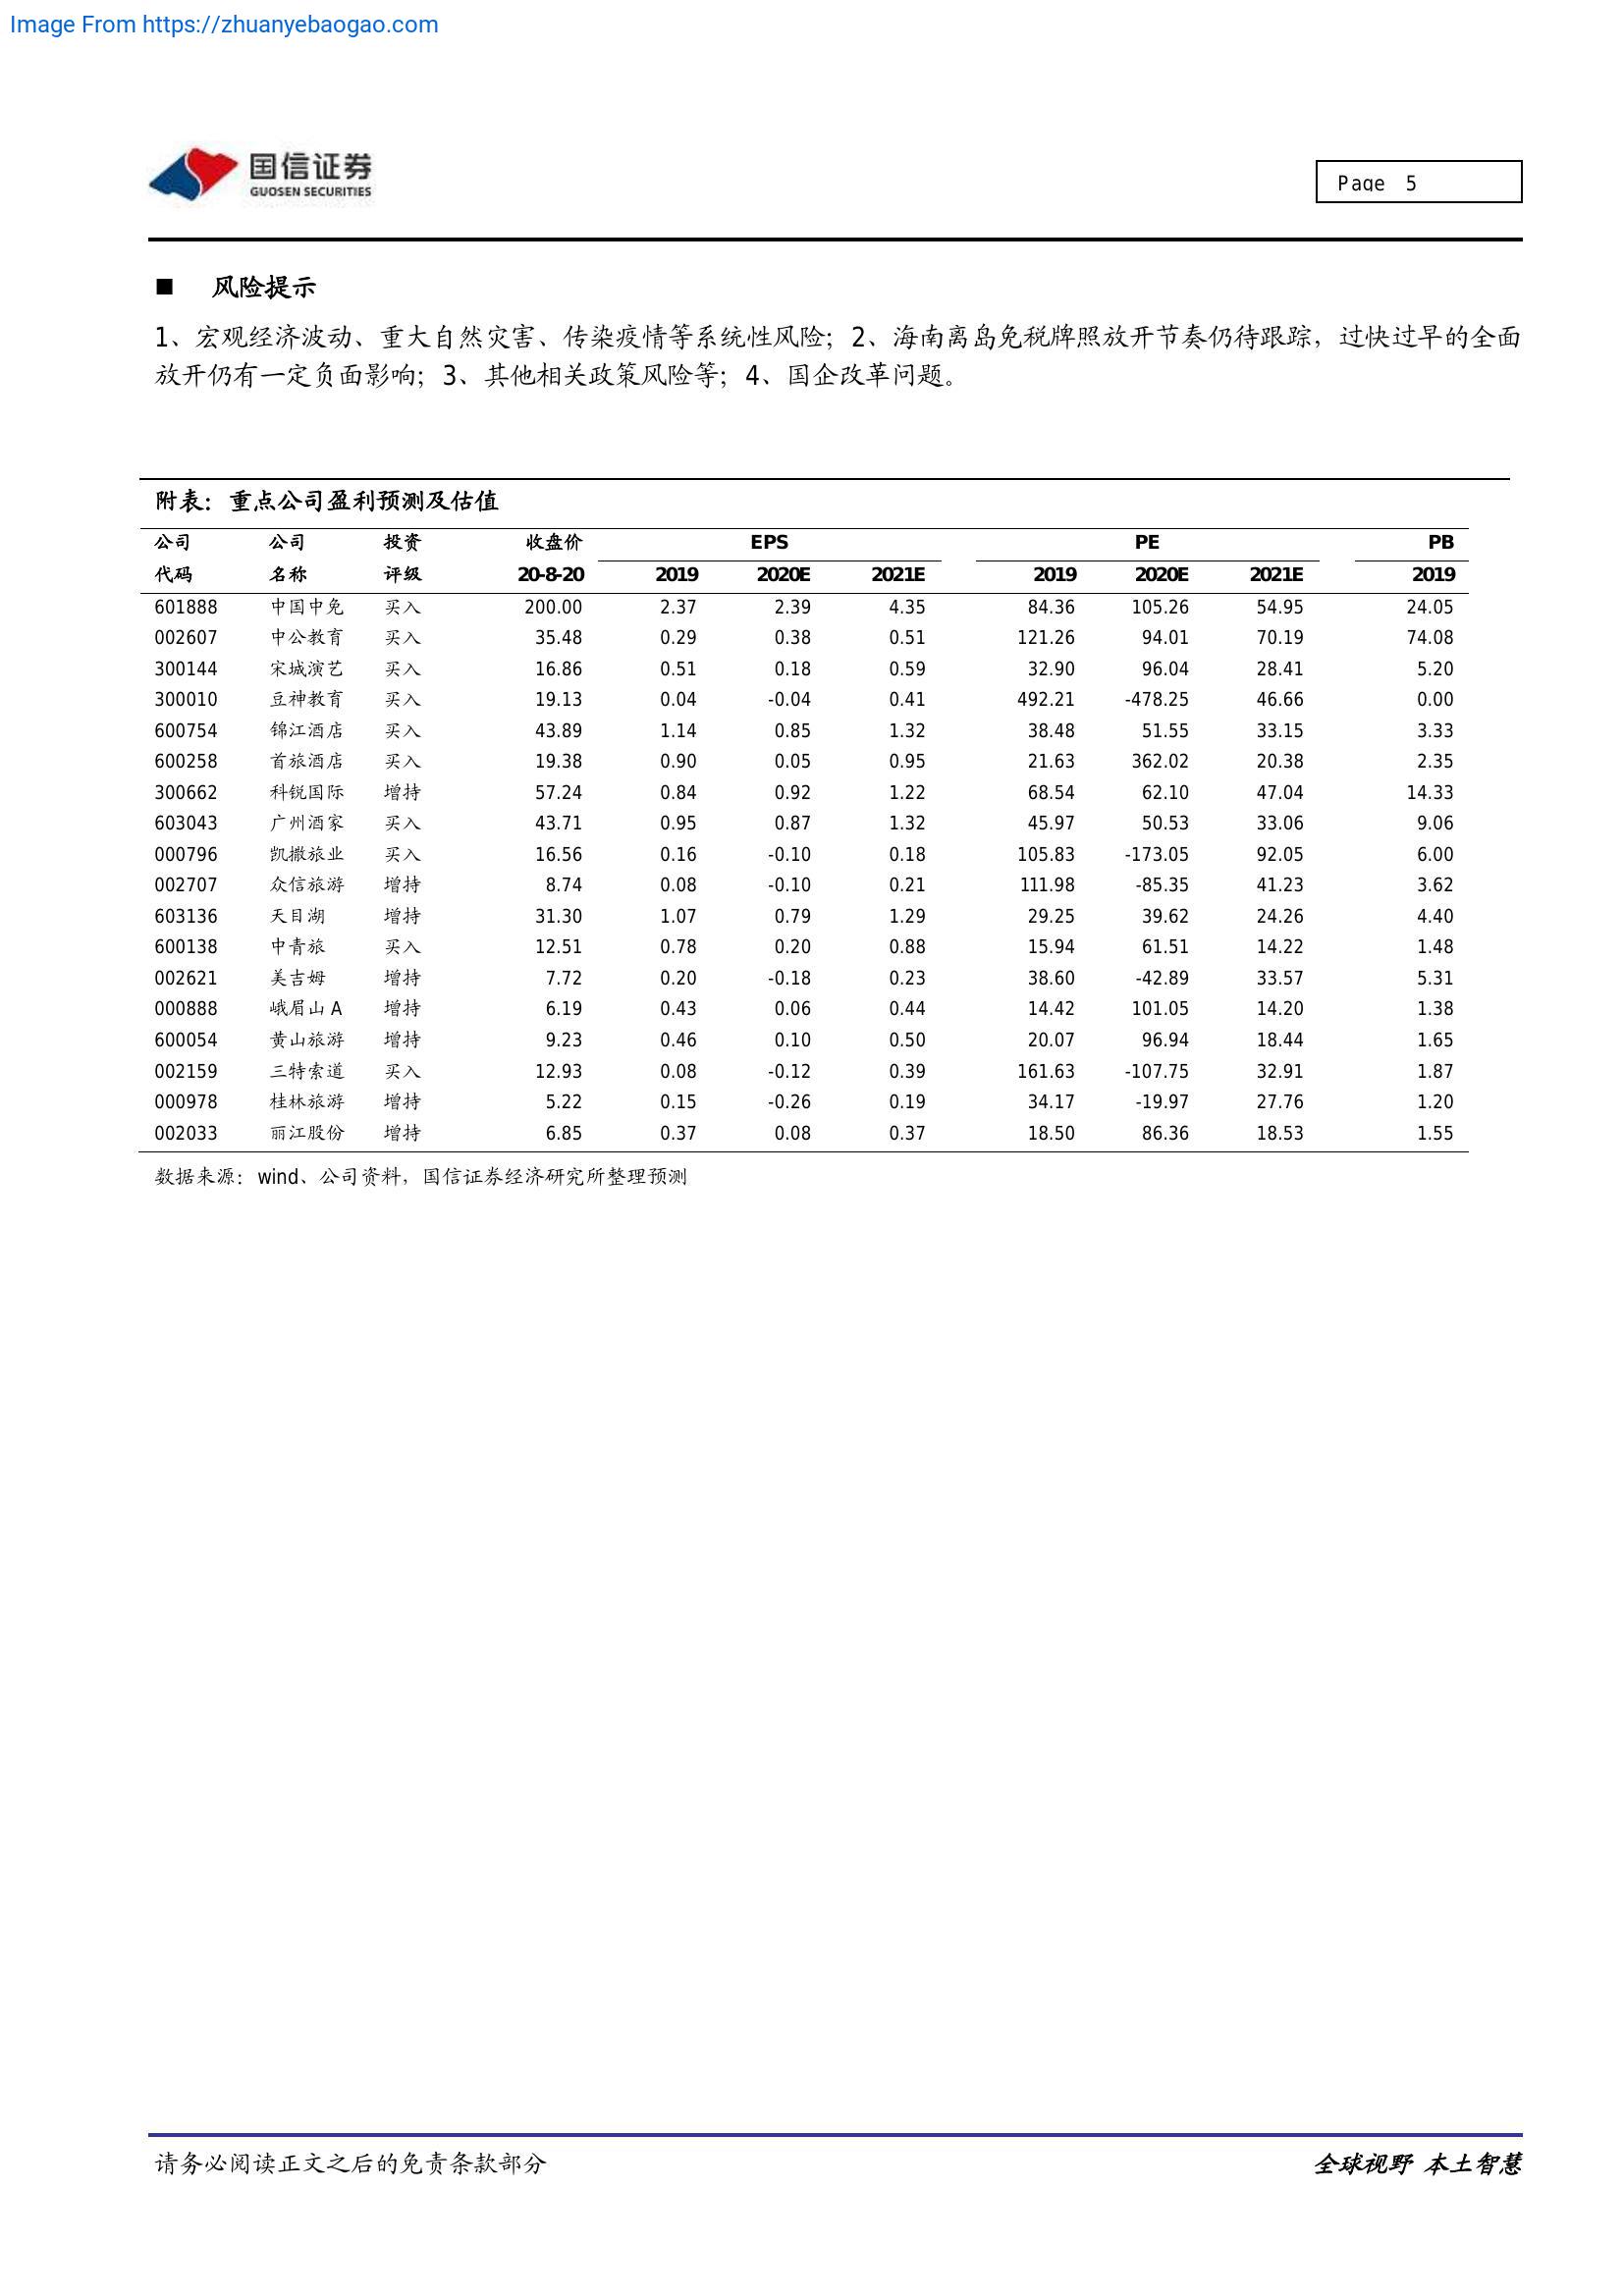 Image From https://zhuanyebaogao.com
国信证券
GUOSEN SECURITIES
Page 5
■ 风险提示
1、宏观经济波动、重大自然灾害、传染疫情等系统性风险；2、海南离岛免税牌照放开节奏仍待跟踪，过快过早的全面
放开仍有一定负面影响；3、其他相关政策风险等；4、国企改革问题。
附表：重点公司盈利预测及估值
公司 公司 投资 收盘价 EPS PE PB
代码 名称 评级 20-8-20 2019 2020E 2021E 2019 2020E 2021E 2019
601888 中国中免 买入 200.00 2.37 2.39 4.35 84.36 105.26 54.95 24.05
002607 中公教育 买入 35.48 0.29 0.38 0.51 121.26 94.01 70.19 74.08
300144 宋城演艺 买入 16.86 0.51 0.18 0.59 32.90 96.04 28.41 5.20
300010 豆神教育 买入 19.13 0.04 -0.04 0.41 492.21 -478.25 46.66 0.00
600754 锦江酒店 买入 43.89 1.14 0.85 1.32 38.48 51.55 33.15 3.33
600258 首旅酒店 买入 19.38 0.90 0.05 0.95 21.63 362.02 20.38 2.35
300662 科锐国际 增持 57.24 0.84 0.92 1.22 68.54 62.10 47.04 14.33
603043 广州酒家 买入 43.71 0.95 0.87 1.32 45.97 50.53 33.06 9.06
000796 凯撒旅业 买入 16.56 0.16 -0.10 0.18 105.83 -173.05 92.05 6.00
002707 众信旅游 增持 8.74 0.08 -0.10 0.21 111.98 -85.35 41.23 3.62
603136 天目湖 增持 31.30 1.07 0.79 1.29 29.25 39.62 24.26 4.40
600138 中青旅 买入 12.51 0.78 0.20 0.88 15.94 61.51 14.22 1.48
002621 美吉姆 增持 7.72 0.20 -0.18 0.23 38.60 -42.89 33.57 5.31
000888 峨眉山 A 增持 6.19 0.43 0.06 0.44 14.42 101.05 14.20 1.38
600054 黄山旅游 增持 9.23 0.46 0.10 0.50 20.07 96.94 18.44 1.65
002159 三特索道 买入 12.93 0.08 -0.12 0.39 161.63 -107.75 32.91 1.87
000978 桂林旅游 增持 5.22 0.15 -0.26 0.19 34.17 -19.97 27.76 1.20
002033 丽江股份 增持 6.85 0.37 0.08 0.37 18.50 86.36 18.53 1.55
数据来源：wind、公司资料，国信证券经济研究所整理预测
请务必阅读正文之后的免责条款部分 全球视野 本土智慧